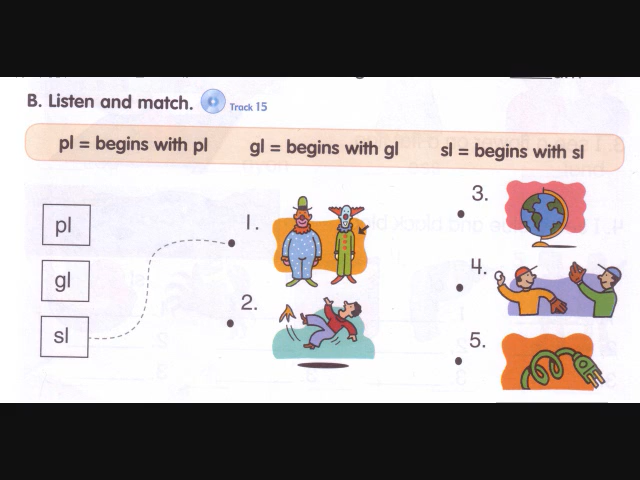 B. Listen and match. Track 15
pl = begins with pl gl = begins with gl sl = begins with sl
pl
gl
sl
1.
2.
3.
4.
5.